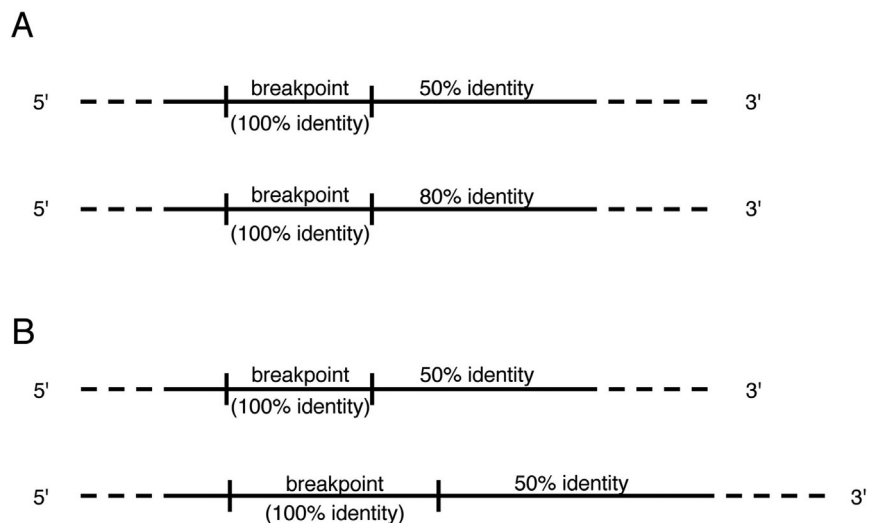 A
breakpoint 50% identity
5' 3'
(100% identity)
breakpoint 80% identity
5' 3'
(100% identity)
B
breakpoint 50% identity
5' 3'
(100% identity)
breakpoint 50% identity
5' 3'
(100% identity)